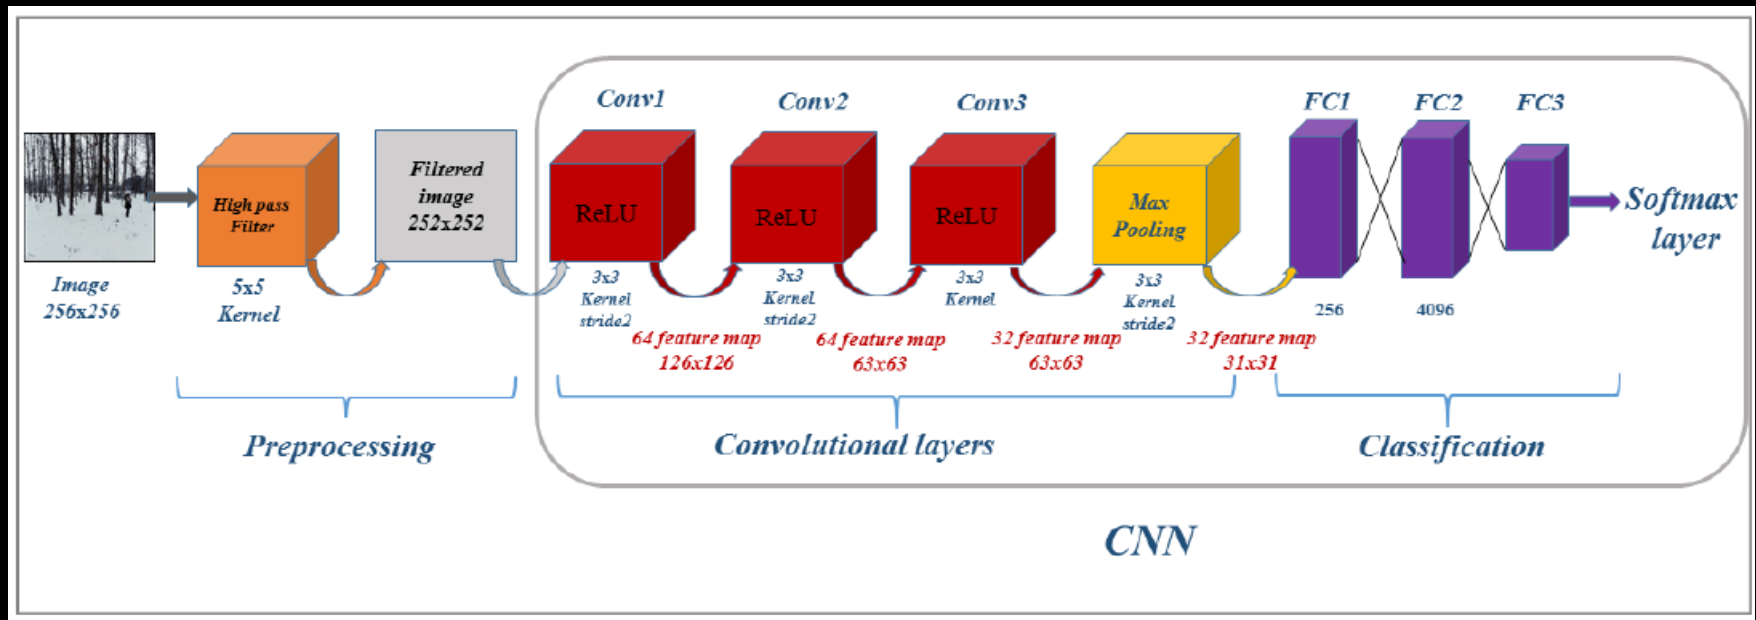 Image
256x256
High pass
Filter
5x5
Kernel
Filtered
image
252x252
Preprocessing
Conv1
ReLU
3x3
Kernel
stride2
64 feature map
126x126
Conv2
ReLU
3x3
Kernel
stride2
64 feature map
63x63
Conv3
ReLU
3x3
Kernel
32 feature map
63x63
Max
Pooling
3x3
Kernel
stride2
32 feature map
31x31
Convolutional layers
FC1
256
FC2
4096
FC3
Softmax
layer
Classification
CNN